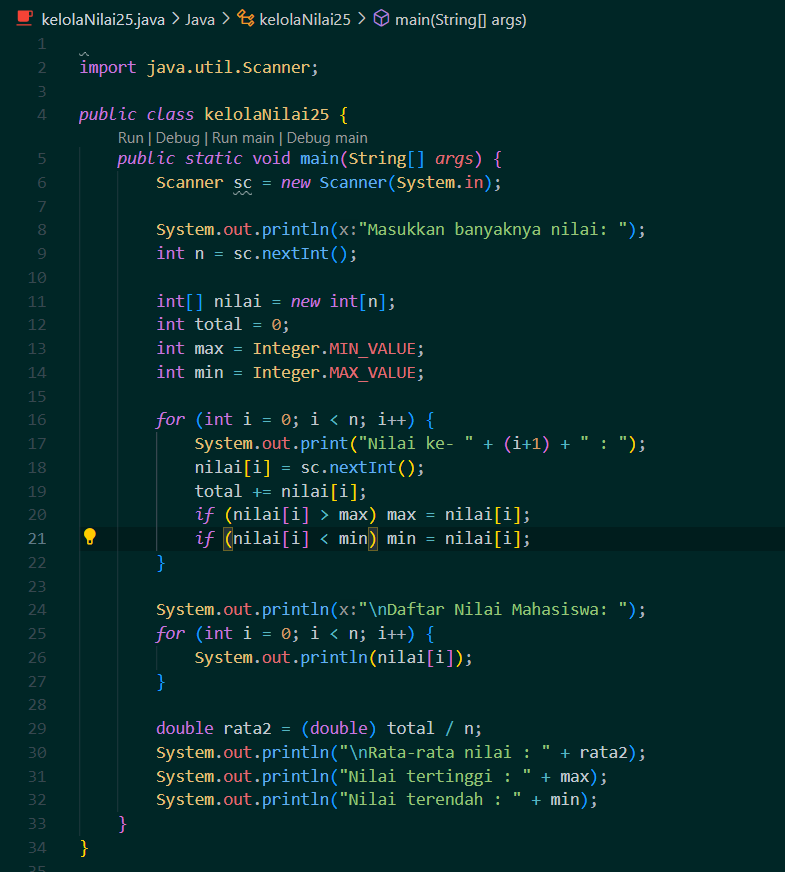 kelolaNilai25.java > Java > kelolaNilai25 > main(String[] args)
1
2 import java.util.Scanner;
3
4 public class kelolaNilai25 {
Run | Debug | Run main | Debug main
5 public static void main(String[] args) {
6 Scanner sc = new Scanner(System.in);
7
8 System.out.println(x:"Masukkan banyaknya nilai: ");
9 int n = sc.nextInt();
10
11 int[] nilai = new int[n];
12 int total = 0;
13 int max = Integer.MIN_VALUE;
14 int min = Integer.MAX_VALUE;
15
16 for (int i = 0; i < n; i++) {
17 System.out.print("Nilai ke- " + (i+1) + " : ");
18 nilai[i] = sc.nextInt();
19 total += nilai[i];
20 if (nilai[i] > max) max = nilai[i];
21 if (nilai[i] < min) min = nilai[i];
22 }
23
24 System.out.println(x:"\nDaftar Nilai Mahasiswa: ");
25 for (int i = 0; i < n; i++) {
26 System.out.println(nilai[i]);
27 }
28
29 double rata2 = (double) total / n;
30 System.out.println("\nRata-rata nilai : " + rata2);
31 System.out.println("Nilai tertinggi : " + max);
32 System.out.println("Nilai terendah : " + min);
33 }
34 }
35